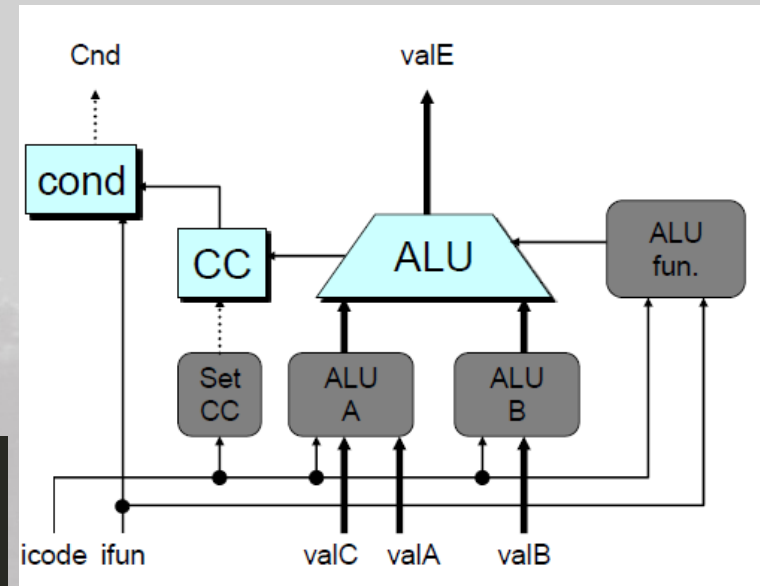 Cnd
valE
cond
CC
ALU
ALU
fun.
Set
CC
ALU
A
ALU
B
icode ifun
valC
valA
valB